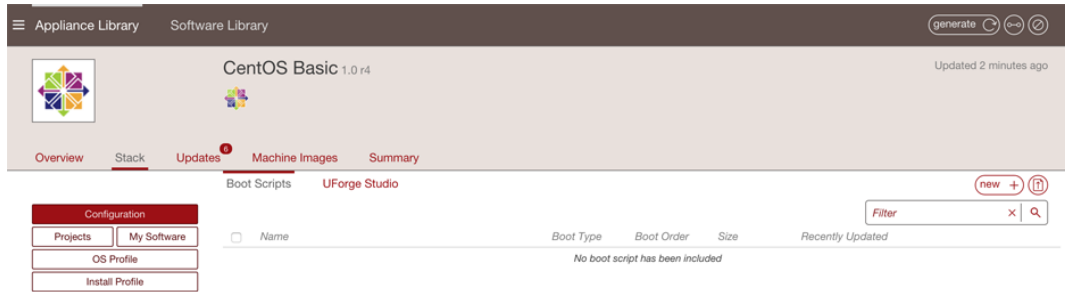 Appliance Library Software Library generate
CentOS Basic 1.0 r4 Updated 2 minutes ago
Overview Stack Updates 6 Machine Images Summary
Boot Scripts UForge Studio new +
Configuration Filter
Projects My Software Name Boot Type Boot Order Size Recently Updated
OS Profile No boot script has been included
Install Profile